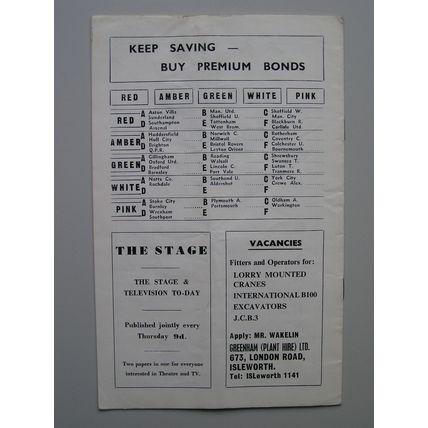 KEEP SAVING —
BUY PREMIUM BONDS
RED AMBER GREEN WHITE PINK
RED A Aston Villa B Man. Utd. C Sheffield W.
Sunderland Sheffield U. Man. City
D Southampton E Tottenham F Blackburn R.
Arsenal West Brom. Carlisle Utd.
AMBER A Huddersfield B Norwich C. C Rotherham
Hull City Millwall Coventry C.
D Brighton E Bristol Rovers F Colchester U.
Q.P.R. Leyton Orient Bournemouth
GREEN A Gillingham B Reading C Shrewsbury
Oxford Utd. Walsall Swansea T.
D Bradford E Lincoln C. F Luton T.
Barnsley Port Vale Tranmere R.
WHITE A Notts Co. B Southend U. C York City
D Rochdale E Aldershot F Crewe Alex.
PINK A Stoke City B Plymouth A. C Oldham A.
Burnley Portsmouth Workington
D Wrexham E F
Southport
THE STAGE
THE STAGE &
TELEVISION TO-DAY
Published jointly every
Thursday 9d.
Two papers in one for everyone
interested in Theatre and TV.
VACANCIES
Fitters and Operators for:
LORRY MOUNTED
CRANES
INTERNATIONAL B100
EXCAVATORS
J.C.B.3
Apply: MR. WAKELIN
GREENHAM (PLANT HIRE) LTD.
673, LONDON ROAD,
ISLEWORTH.
Tel: ISLeworth 1141